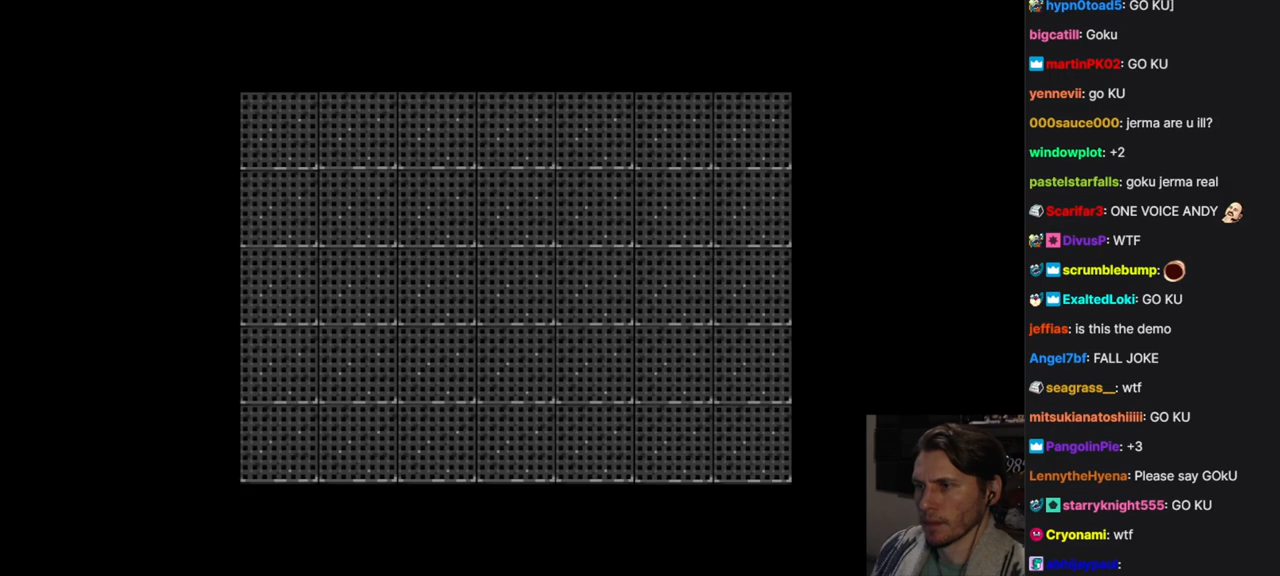 hypn0toad5: GO KU]
bigcatill: Goku
martinPK02: GO KU
yennevii: go KU
000sauce000: jerma are u ill?
windowplot: +2
pastelstarfalls: goku jerma real
Scarifar3: ONE VOICE ANDY
DivusP: WTF
scrumblebump:
ExaltedLoki: GO KU
jeffias: is this the demo
Angel7bf: FALL JOKE
seagrass__: wtf
mitsukianatoshiiiii: GO KU
PangolinPie: +3
LennytheHyena: Please say GOkU
starryknight555: GO KU
Cryonami: wtf